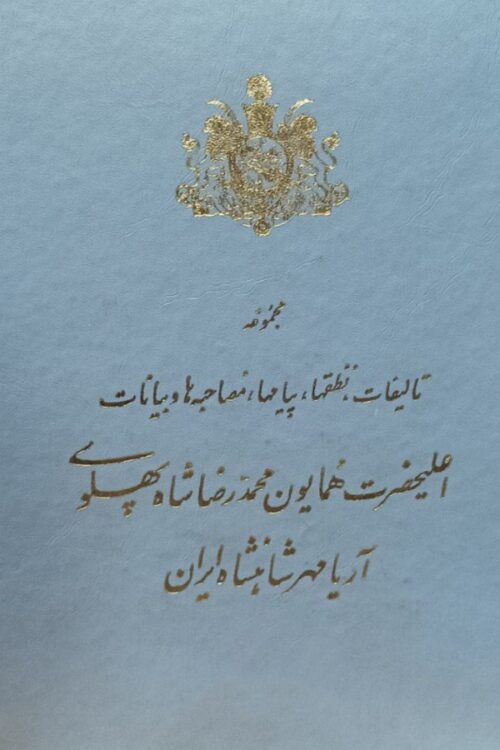 مجموعه
تالیفات، نطقها، پیامها، مصاحبه ها و بیانات
اعلیحضرت همایون محمدرضا شاه پهلوی
آریامهر شاهنشاه ایران